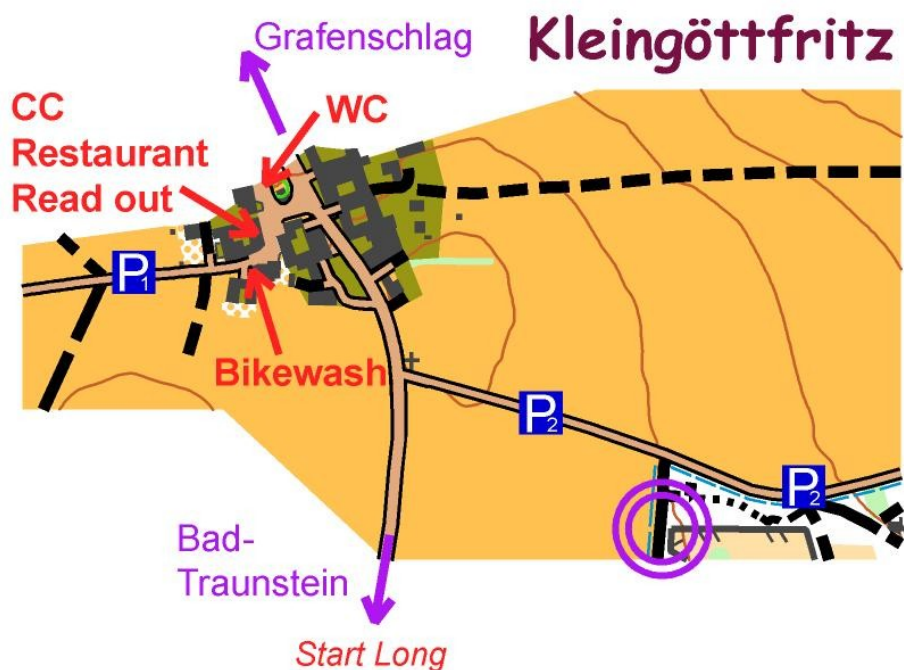 Kleingöttfritz
Grafenschlag
CC
WC
Restaurant
Read out
P1
Bikewash
P2
P2
Bad-
Traunstein
Start Long